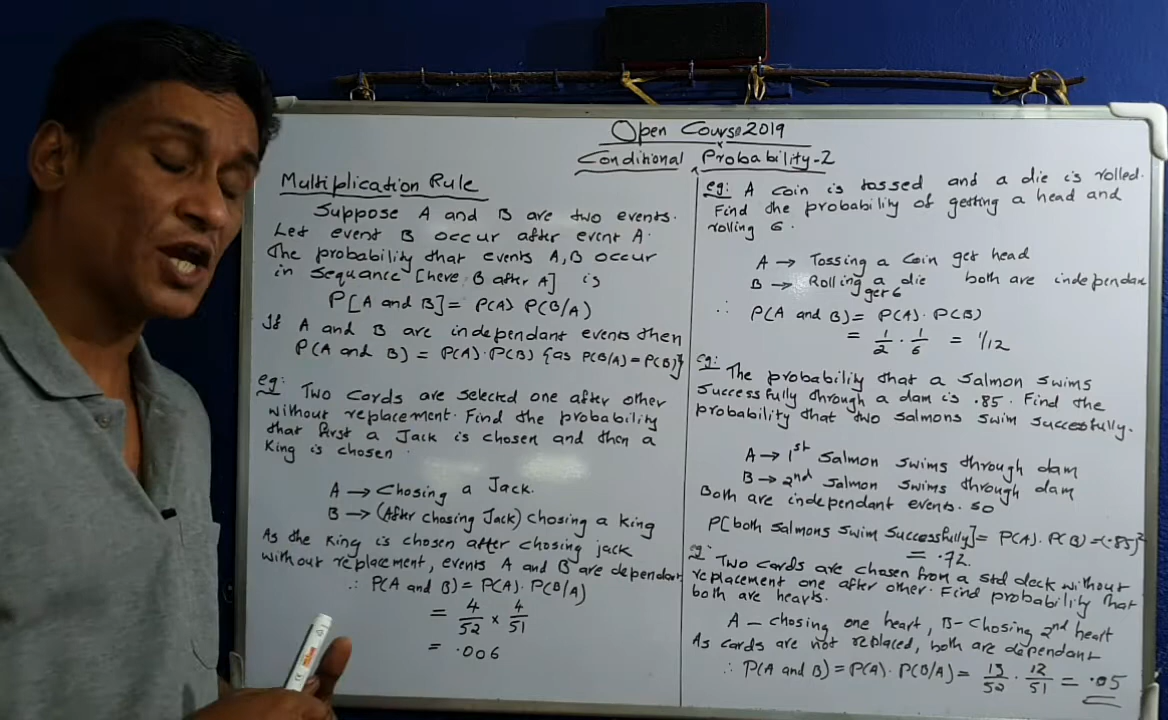 Open Course 2019
Conditional Probability-2
Multiplication Rule
Suppose A and B are two events.
Let event B occur after event A.
The probability that events A, B occur
in sequance [here B after A] is
P[A and B] = P(A) P(B/A)
If A and B are independant events then
P(A and B) = P(A)·P(B) {as P(B/A) = P(B)}
eg: Two cards are selected one after other
without replacement. Find the probability
that first a Jack is chosen and then a
King is chosen.
A → Chosing a Jack.
B → (After chosing Jack) chosing a King
As the King is chosen after chosing jack
without replacement, events A and B are dependant
∴ P(A and B) = P(A). P(B/A)
= 4/52 × 4/51
= .006
eg: A coin is tossed and a die is rolled.
Find the probability of getting a head and
rolling 6.
A → Tossing a coin get head
B → Rolling a die both are independan
get 6
∴ P(A and B) = P(A). P(B)
= 1/2 . 1/6 = 1/12
eg: The probability that a Salmon swims
successfully through a dam is .85. Find the
probability that two salmons swim successfully.
A → 1st Salmon swims through dam
B → 2nd Salmon swims through dam
Both are independant events. so
P[both salmons swim successfully] = P(A). P(B) = (.85)²
= .72.
eg: Two cards are chosen from a std deck without
replacement one after other. Find probability that
both are hearts.
A - chosing one heart, B - Chosing 2nd heart
As cards are not replaced, both are dependant
∴ P(A and B) = P(A). P(B/A) = 13/52 . 12/51 = .05